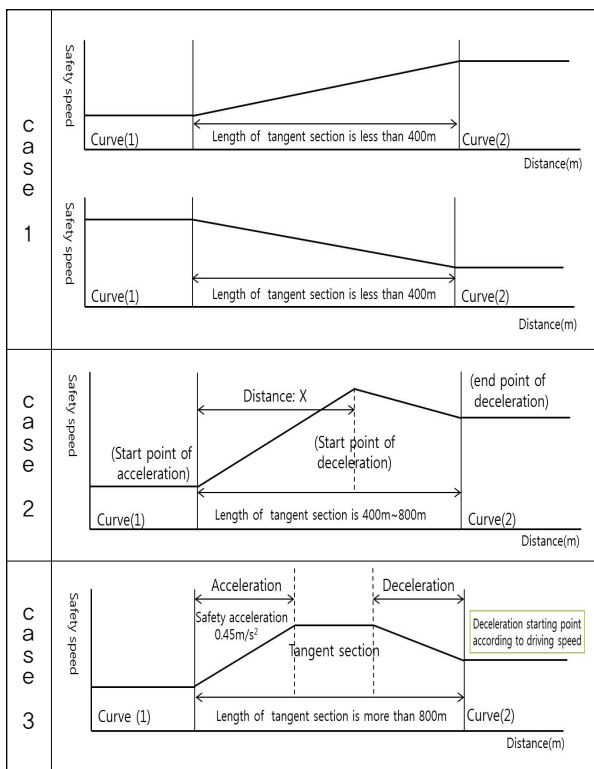 case 1
Safety speed
Curve(1)
Length of tangent section is less than 400m
Curve(2)
Distance(m)
Safety speed
Curve(1)
Length of tangent section is less than 400m
Curve(2)
Distance(m)
case 2
Safety speed
Distance: X
(end point of
deceleration)
(Start point of
acceleration)
(Start point of
deceleration)
Curve(1)
Length of tangent section is 400m~800m
Curve(2)
Distance(m)
case 3
Safety speed
Acceleration
Deceleration
Safety acceleration
0.45m/s²
Tangent section
Deceleration starting point
according to driving speed
Curve (1)
Length of tangent section is more than 800m
Curve(2)
Distance(m)